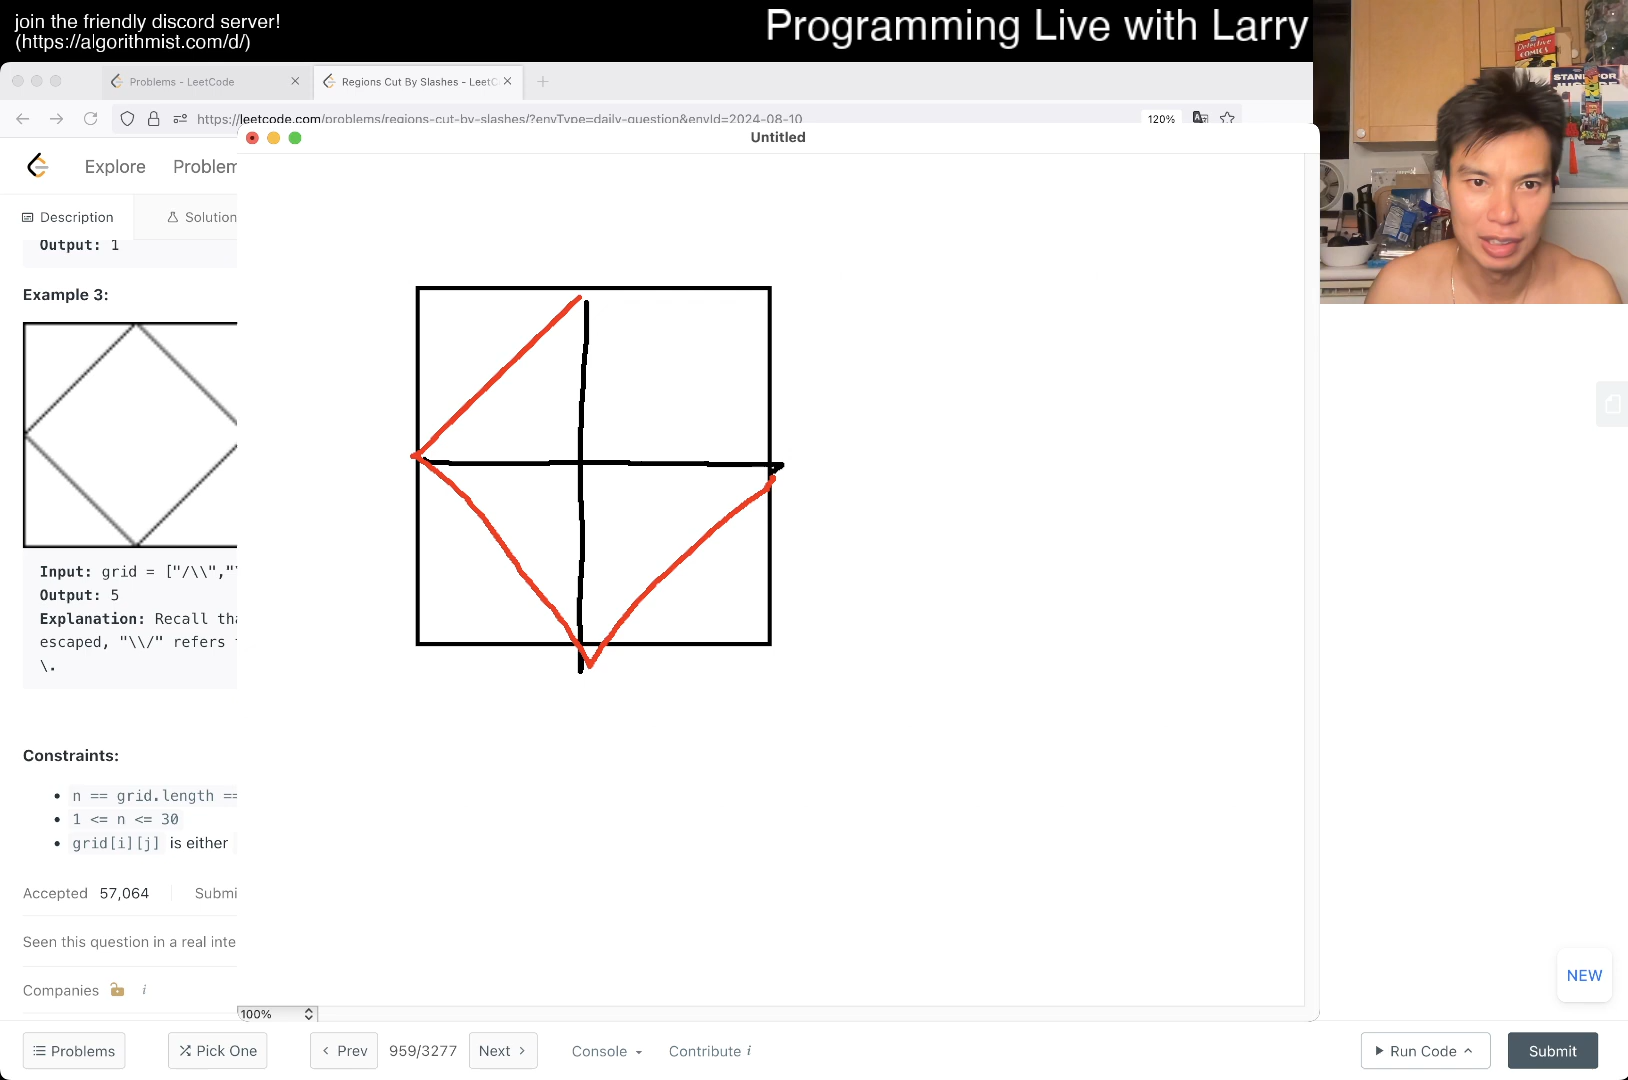 join the friendly discord server!
(https://algorithmist.com/d/)
Programming Live with Larry
Problems - LeetCode
Regions Cut By Slashes - LeetC
https://leetcode.com/problems/regions-cut-by-slashes/?envType=daily-question&envId=2024-08-10
120%
Untitled
Explore
Problem
Description
Solution
Output: 1
Example 3:
Input: grid = ["/\\","
Output: 5
Explanation: Recall tha
escaped, "\\/" refers
\.
Constraints:
n == grid.length ==
1 <= n <= 30
grid[i][j] is either
Accepted 57,064
Submi
Seen this question in a real inte
Companies i
100%
NEW
Problems
Pick One
Prev
959/3277
Next
Console
Contribute i
Run Code
Submit
Detective
COMICS